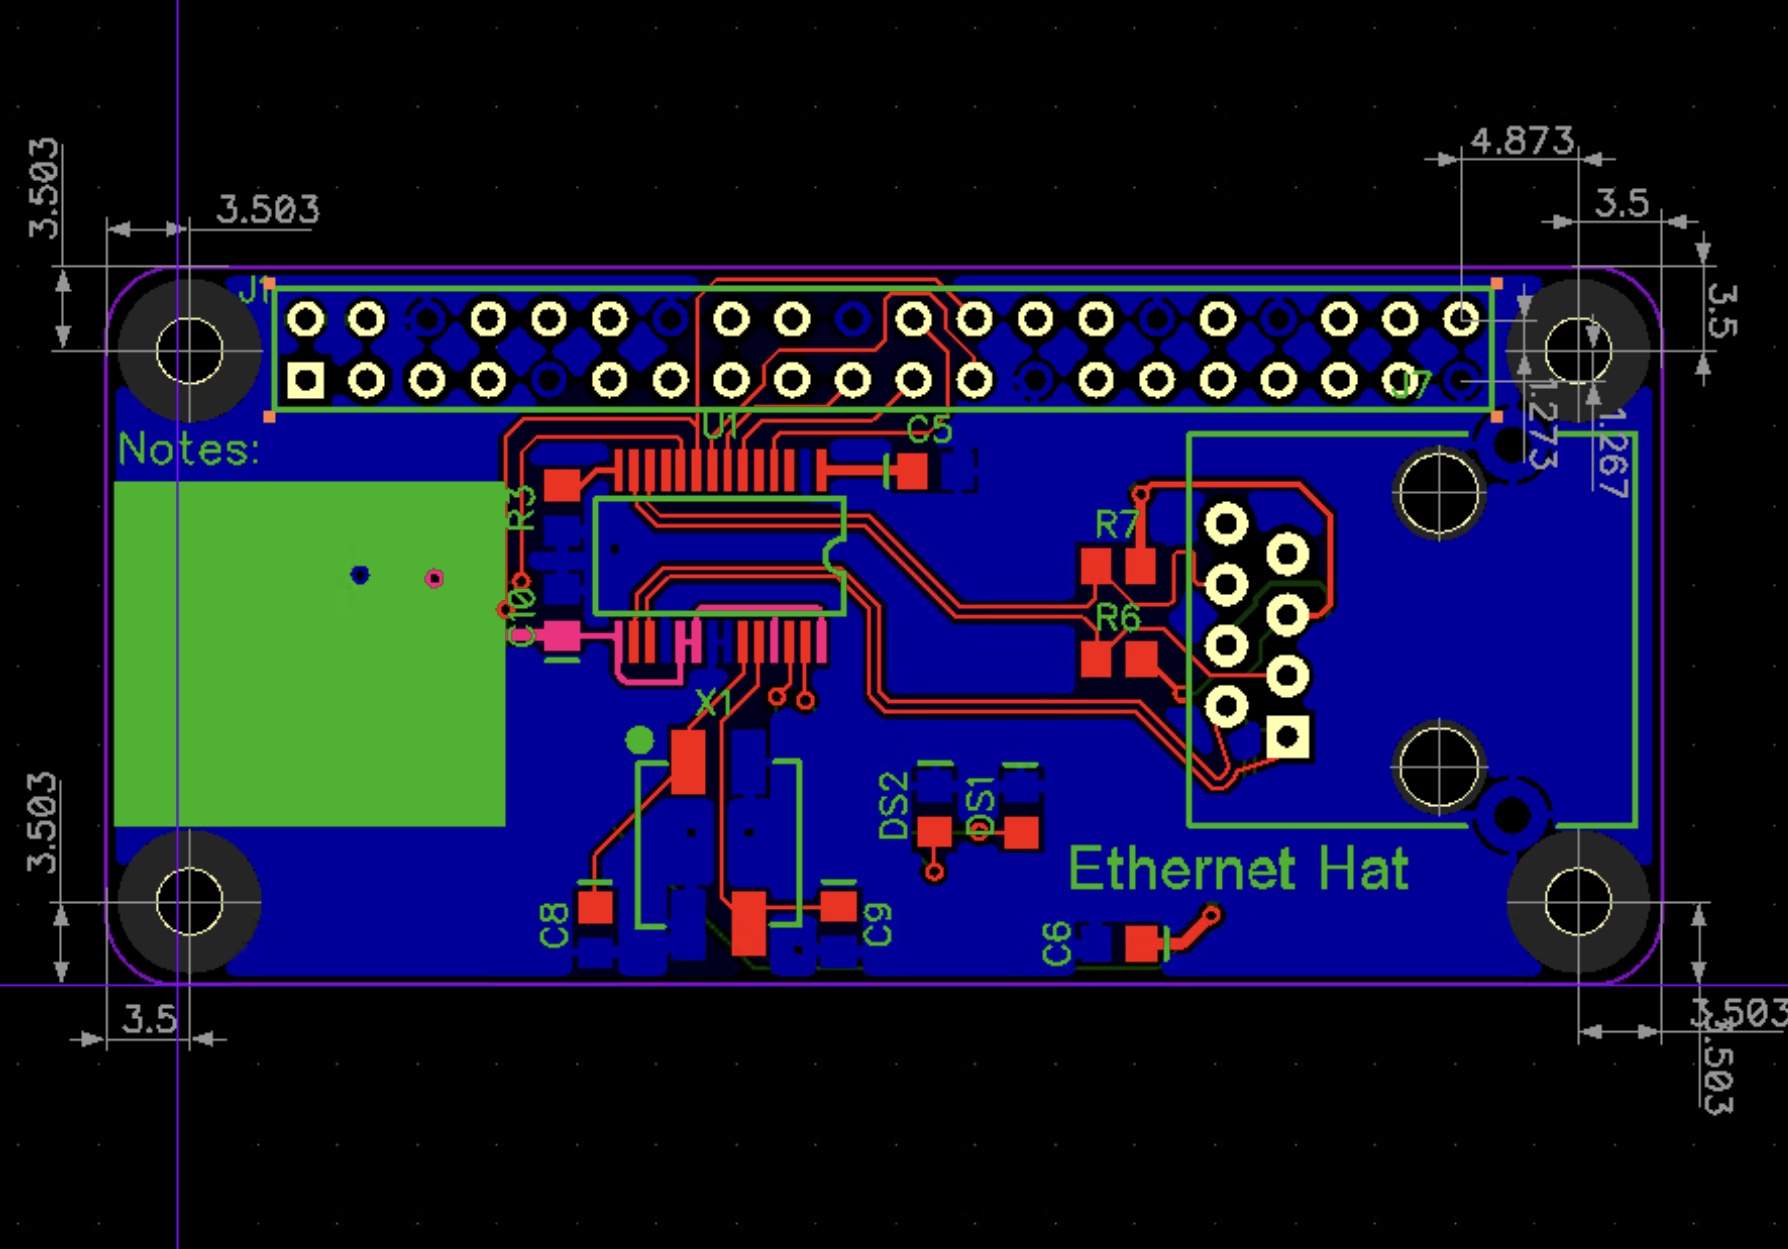 4.873
3.503
3.503
3.5
3.5
J1
J7
1.273
1.267
U1
C5
Notes:
R3
R7
C10
R6
X1
DS2
DS1
3.503
Ethernet Hat
C8
C9
C6
3.5
3.503
3.503